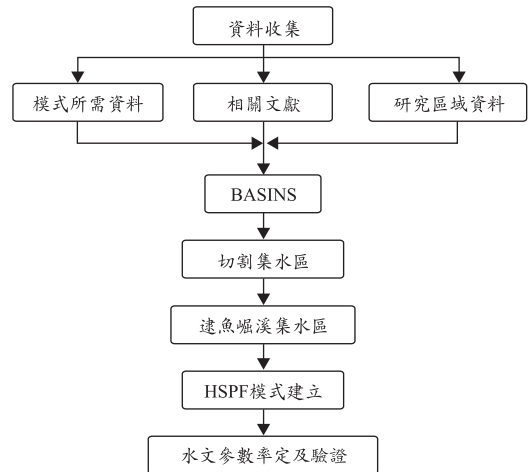 資料收集
模式所需資料
相關文獻
研究區域資料
BASINS
切割集水區
逮魚崛溪集水區
HSPF模式建立
水文參數率定及驗證